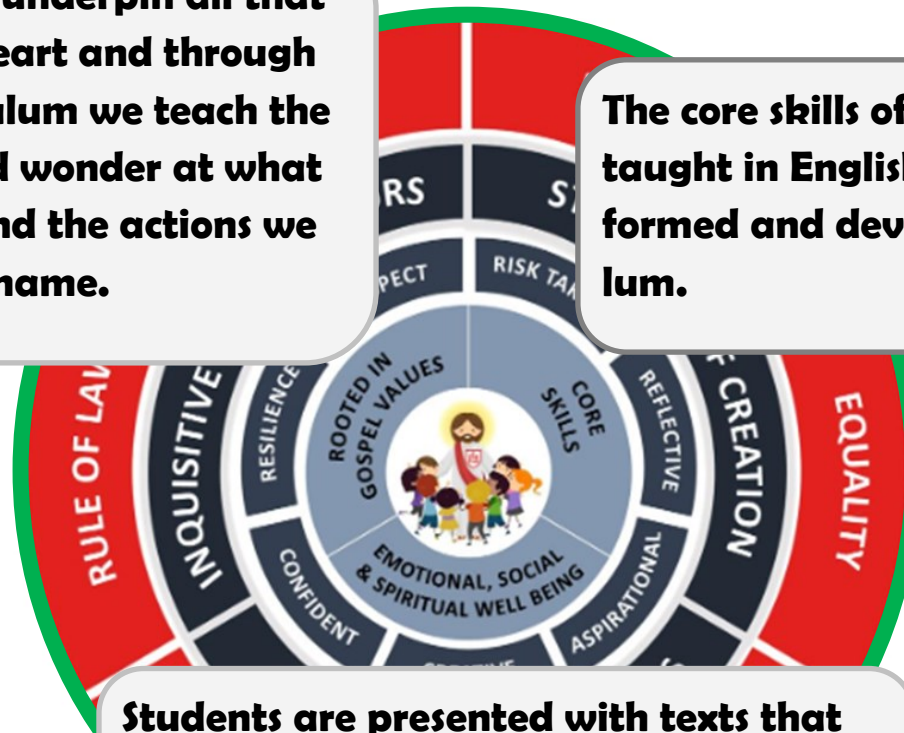 underpin all that
eart and through
lum we teach the
wonder at what
nd the actions we
name.
The core skills of
taught in English
formed and dev
lum.
RISK TA
RULE OF LAW
INQUISITIVE
RESILIENCE
ROOTED IN
GOSPEL VALUES
CORE
SKILLS
REFLECTIVE
CREATION
EQUALITY
CONFIDENT
EMOTIONAL, SOCIAL
& SPIRITUAL WELL BEING
ASPIRATIONAL
Students are presented with texts that